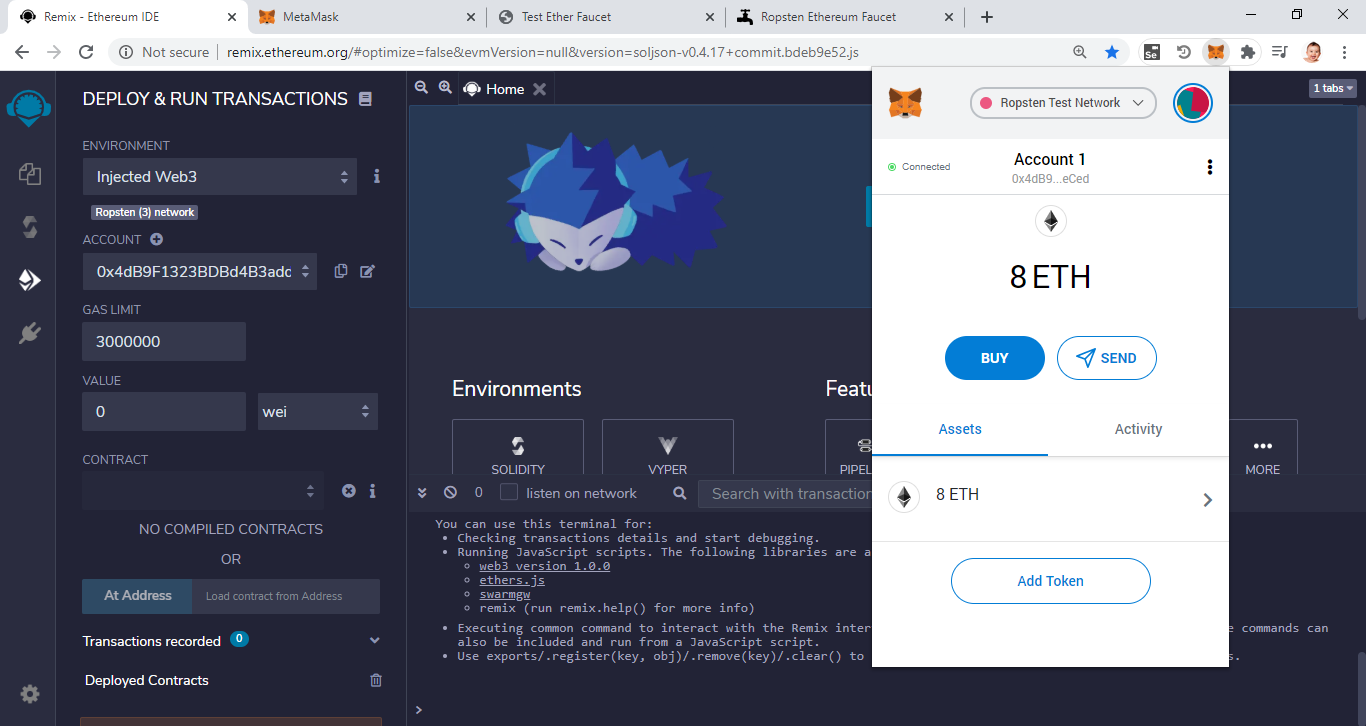 Remix - Ethereum IDE
MetaMask
Test Ether Faucet
Ropsten Ethereum Faucet
Not secure
remix.ethereum.org/#optimize=false&evmVersion=null&version=soljson-v0.4.17+commit.bdeb9e52.js
Se
DEPLOY & RUN TRANSACTIONS
ENVIRONMENT
Injected Web3
Ropsten (3) network
ACCOUNT
0x4dB9F1323BDBd4B3adc
GAS LIMIT
3000000
VALUE
0
wei
CONTRACT
NO COMPILED CONTRACTS
OR
At Address
Load contract from Address
Transactions recorded 0
Deployed Contracts
Home
1 tabs
Environments
SOLIDITY
VYPER
Featu
PIPEL
MORE
0
listen on network
Search with transaction
You can use this terminal for:
Checking transactions details and start debugging.
Running JavaScript scripts. The following libraries are a
web3 version 1.0.0
ethers.js
swarmgw
remix (run remix.help() for more info)
Executing common command to interact with the Remix inter
e commands can
also be included and run from a JavaScript script.
Use exports/.register(key, obj)/.remove(key)/.clear() to
s.
>
Ropsten Test Network
Connected
Account 1
0x4dB9...eCed
8 ETH
BUY
SEND
Assets
Activity
8 ETH
Add Token